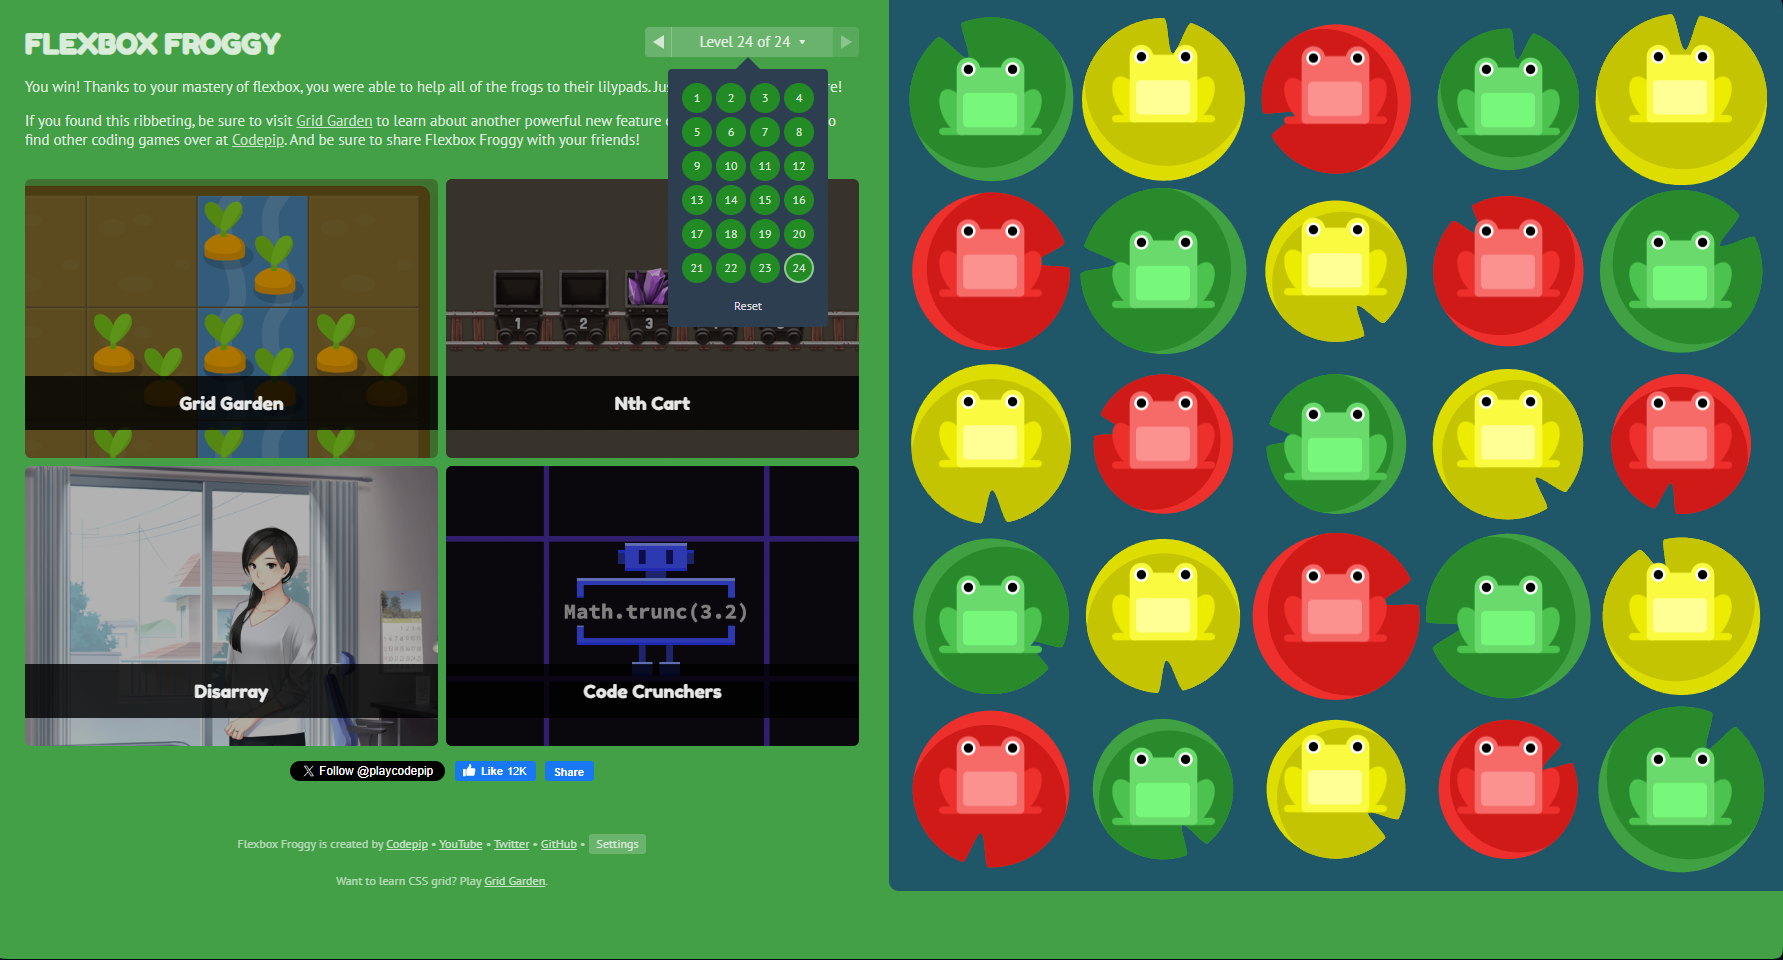 FLEXBOX FROGGY
Level 24 of 24
You win! Thanks to your mastery of flexbox, you were able to help all of the frogs to their lilypads. re!
If you found this ribbeting, be sure to visit Grid Garden to learn about another powerful new feature
find other coding games over at Codepip. And be sure to share Flexbox Froggy with your friends!
1 2 3 4
5 6 7 8
9 10 11 12
13 14 15 16
17 18 19 20
21 22 23 24
Reset
1 2 3
Grid Garden
Nth Cart
Math.trunc(3.2)
Disarray
Code Crunchers
Follow @playcodepip
Like 12K
Share
Flexbox Froggy is created by Codepip • YouTube • Twitter • GitHub • Settings
Want to learn CSS grid? Play Grid Garden.